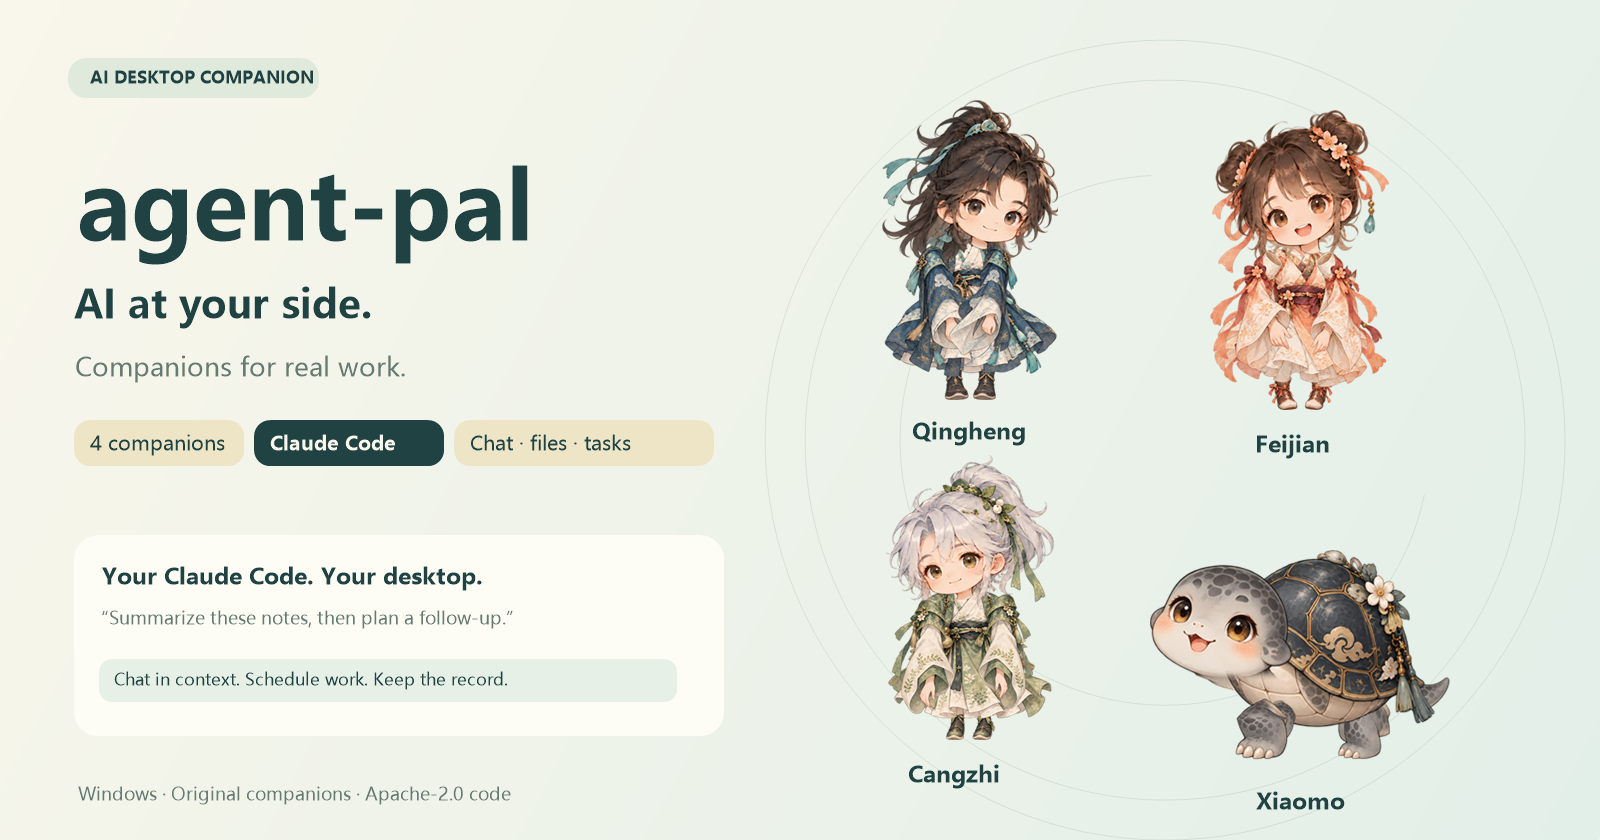 AI DESKTOP COMPANION
agent-pal
AI at your side.
Companions for real work.
4 companions
Claude Code
Chat · files · tasks
Your Claude Code. Your desktop.
“Summarize these notes, then plan a follow-up.”
Chat in context. Schedule work. Keep the record.
Windows · Original companions · Apache-2.0 code
Qingheng
Feijian
Cangzhi
Xiaomo